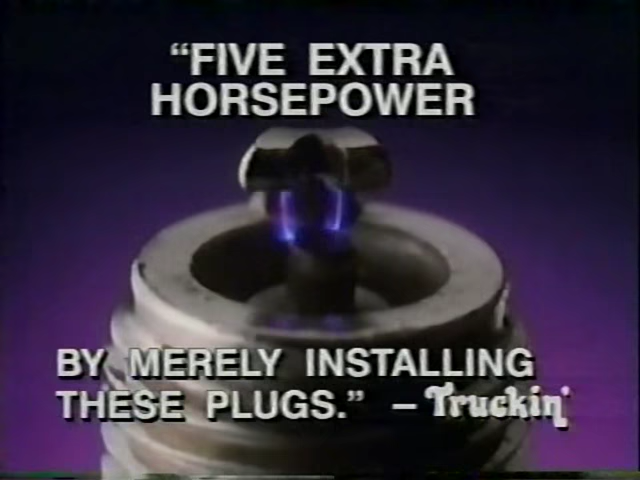 “FIVE EXTRA
HORSEPOWER
BY MERELY INSTALLING
THESE PLUGS.” – Truckin'